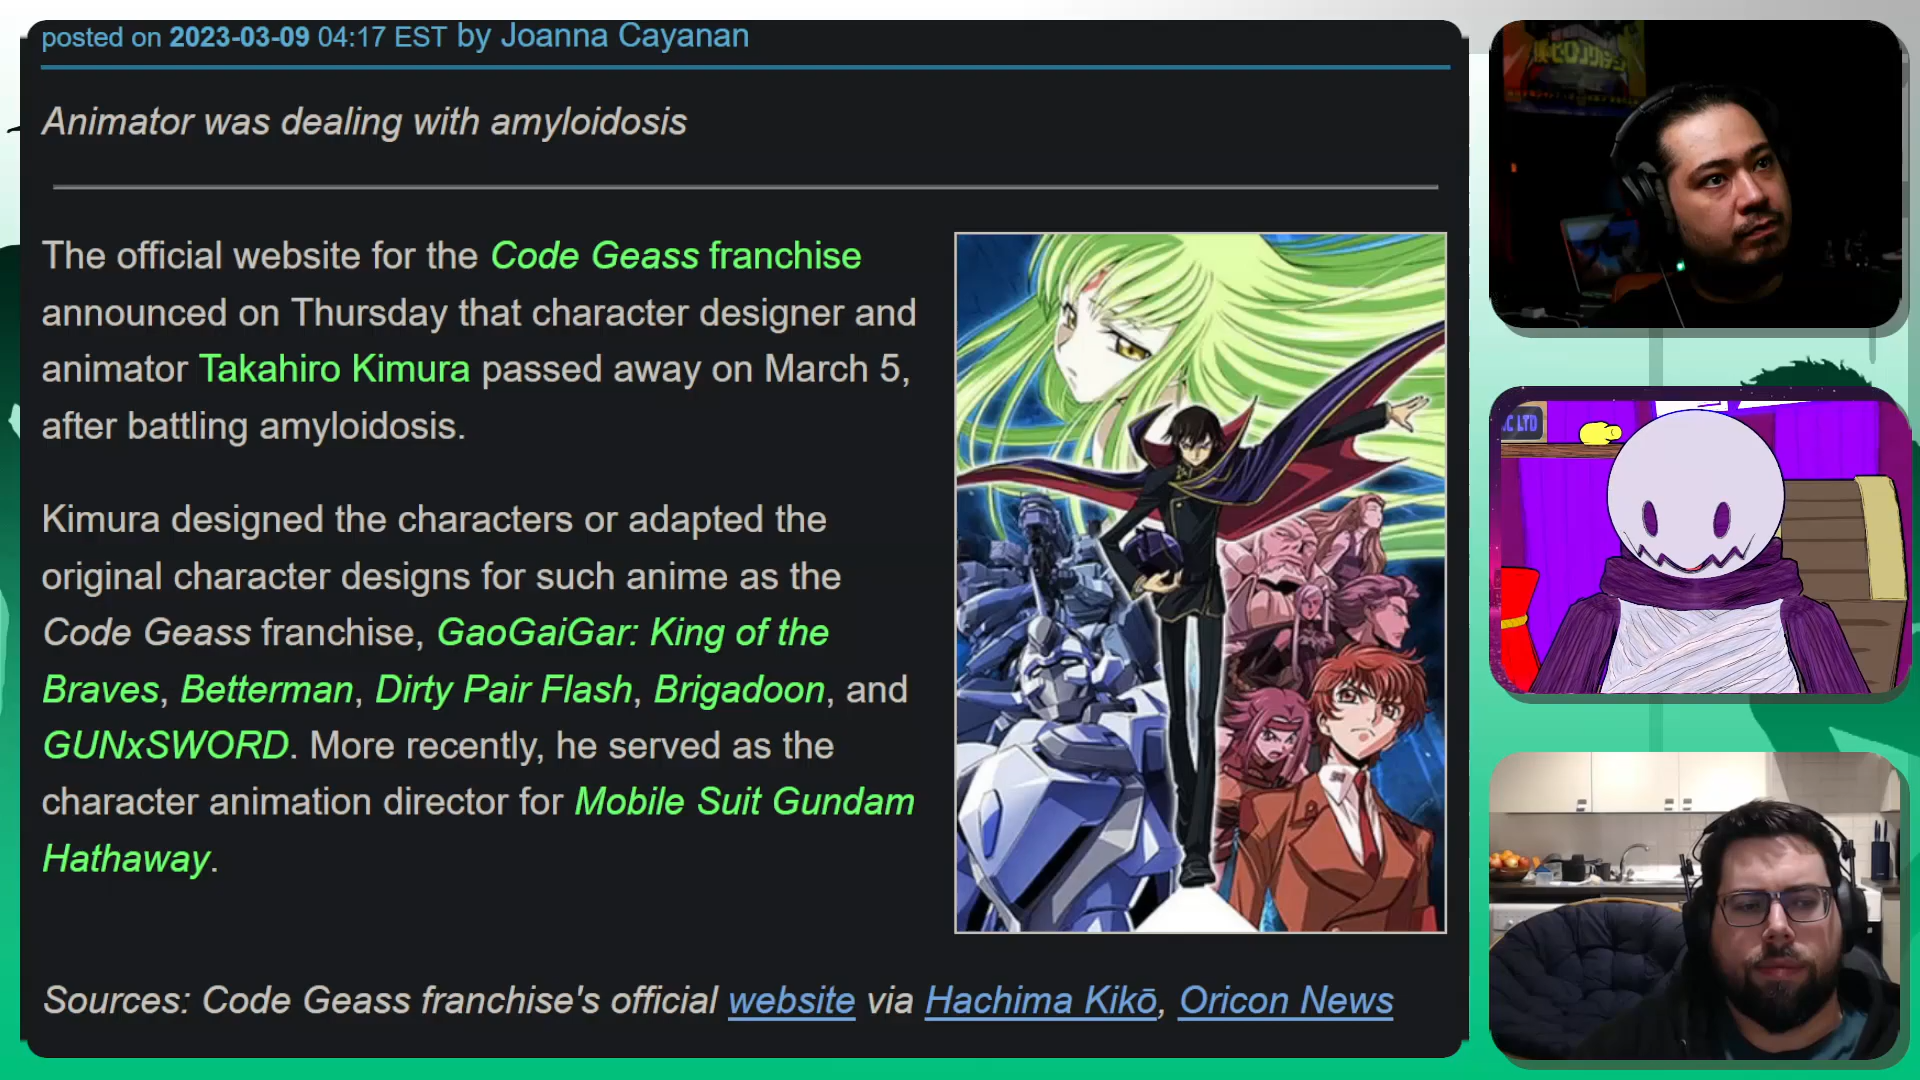 posted on 2023-03-09 04:17 EST by Joanna Cayanan
Animator was dealing with amyloidosis
The official website for the Code Geass franchise
announced on Thursday that character designer and
animator Takahiro Kimura passed away on March 5,
after battling amyloidosis.
Kimura designed the characters or adapted the
original character designs for such anime as the
Code Geass franchise, GaoGaiGar: King of the
Braves, Betterman, Dirty Pair Flash, Brigadoon, and
GUNxSWORD. More recently, he served as the
character animation director for Mobile Suit Gundam
Hathaway.
Sources: Code Geass franchise's official website via Hachima Kikō, Oricon News
C LTD